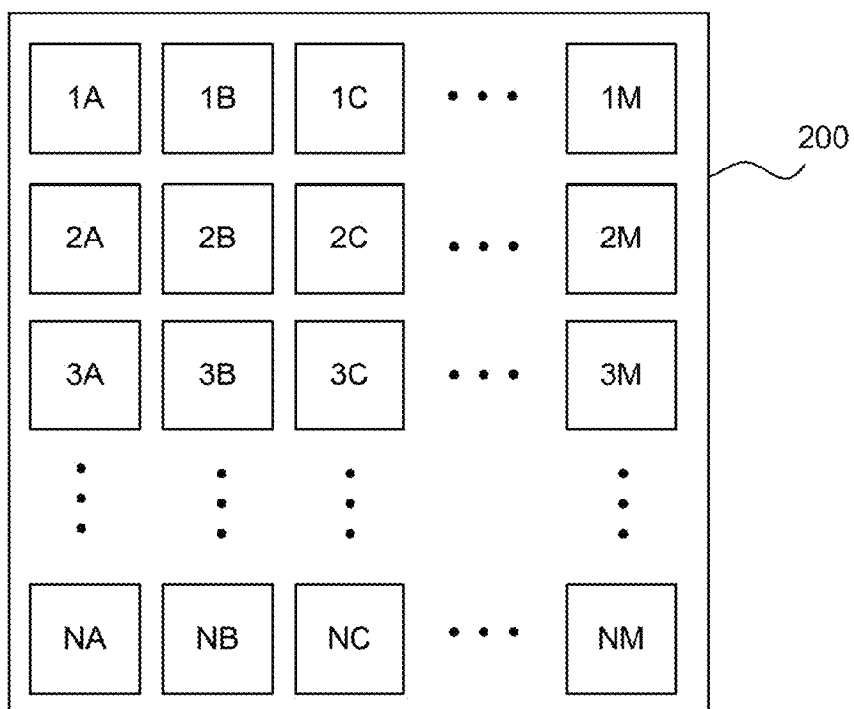 1A 1B 1C • • • 1M
200
2A 2B 2C • • • 2M
3A 3B 3C • • • 3M
NA NB NC • • • NM